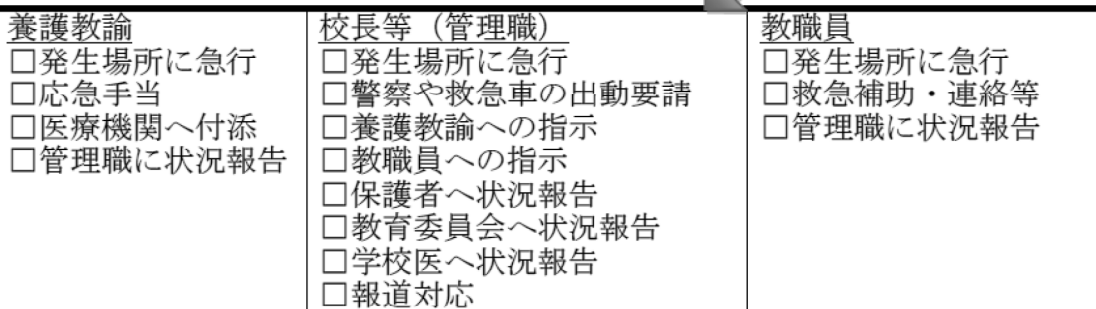 養護教諭
□発生場所に急行
□応急手当
□医療機関へ付添
□管理職に状況報告
校長等（管理職）
□発生場所に急行
□警察や救急車の出動要請
□養護教諭への指示
□教職員への指示
□保護者へ状況報告
□教育委員会へ状況報告
□学校医へ状況報告
□報道対応
教職員
□発生場所に急行
□救急補助・連絡等
□管理職に状況報告